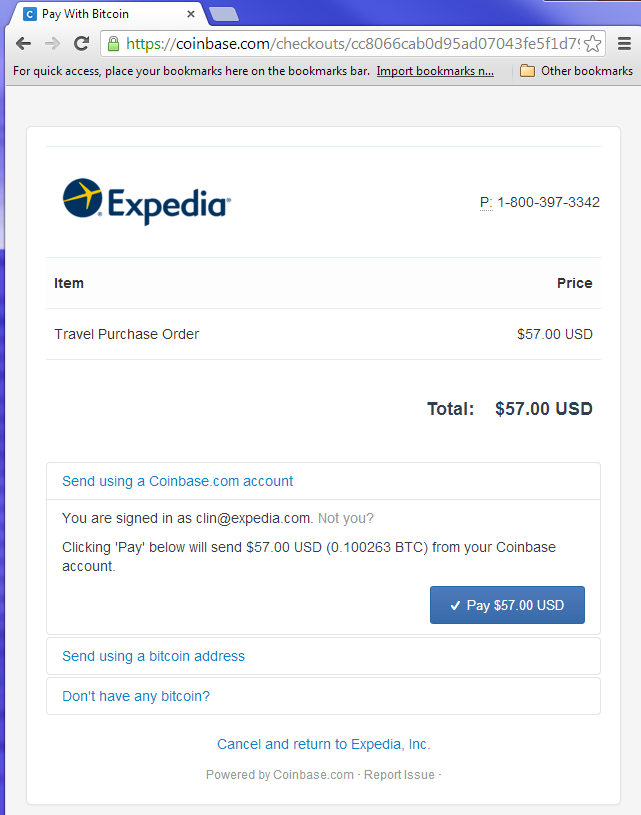 Pay With Bitcoin
https://coinbase.com/checkouts/cc8066cab0d95ad07043fe5f1d79
For quick access, place your bookmarks here on the bookmarks bar. Import bookmarks n... Other bookmarks
Expedia
P: 1-800-397-3342
Item Price
Travel Purchase Order $57.00 USD
Total: $57.00 USD
Send using a Coinbase.com account
You are signed in as clin@expedia.com. Not you?
Clicking 'Pay' below will send $57.00 USD (0.100263 BTC) from your Coinbase
account.
✔ Pay $57.00 USD
Send using a bitcoin address
Don't have any bitcoin?
Cancel and return to Expedia, Inc.
Powered by Coinbase.com · Report Issue ·